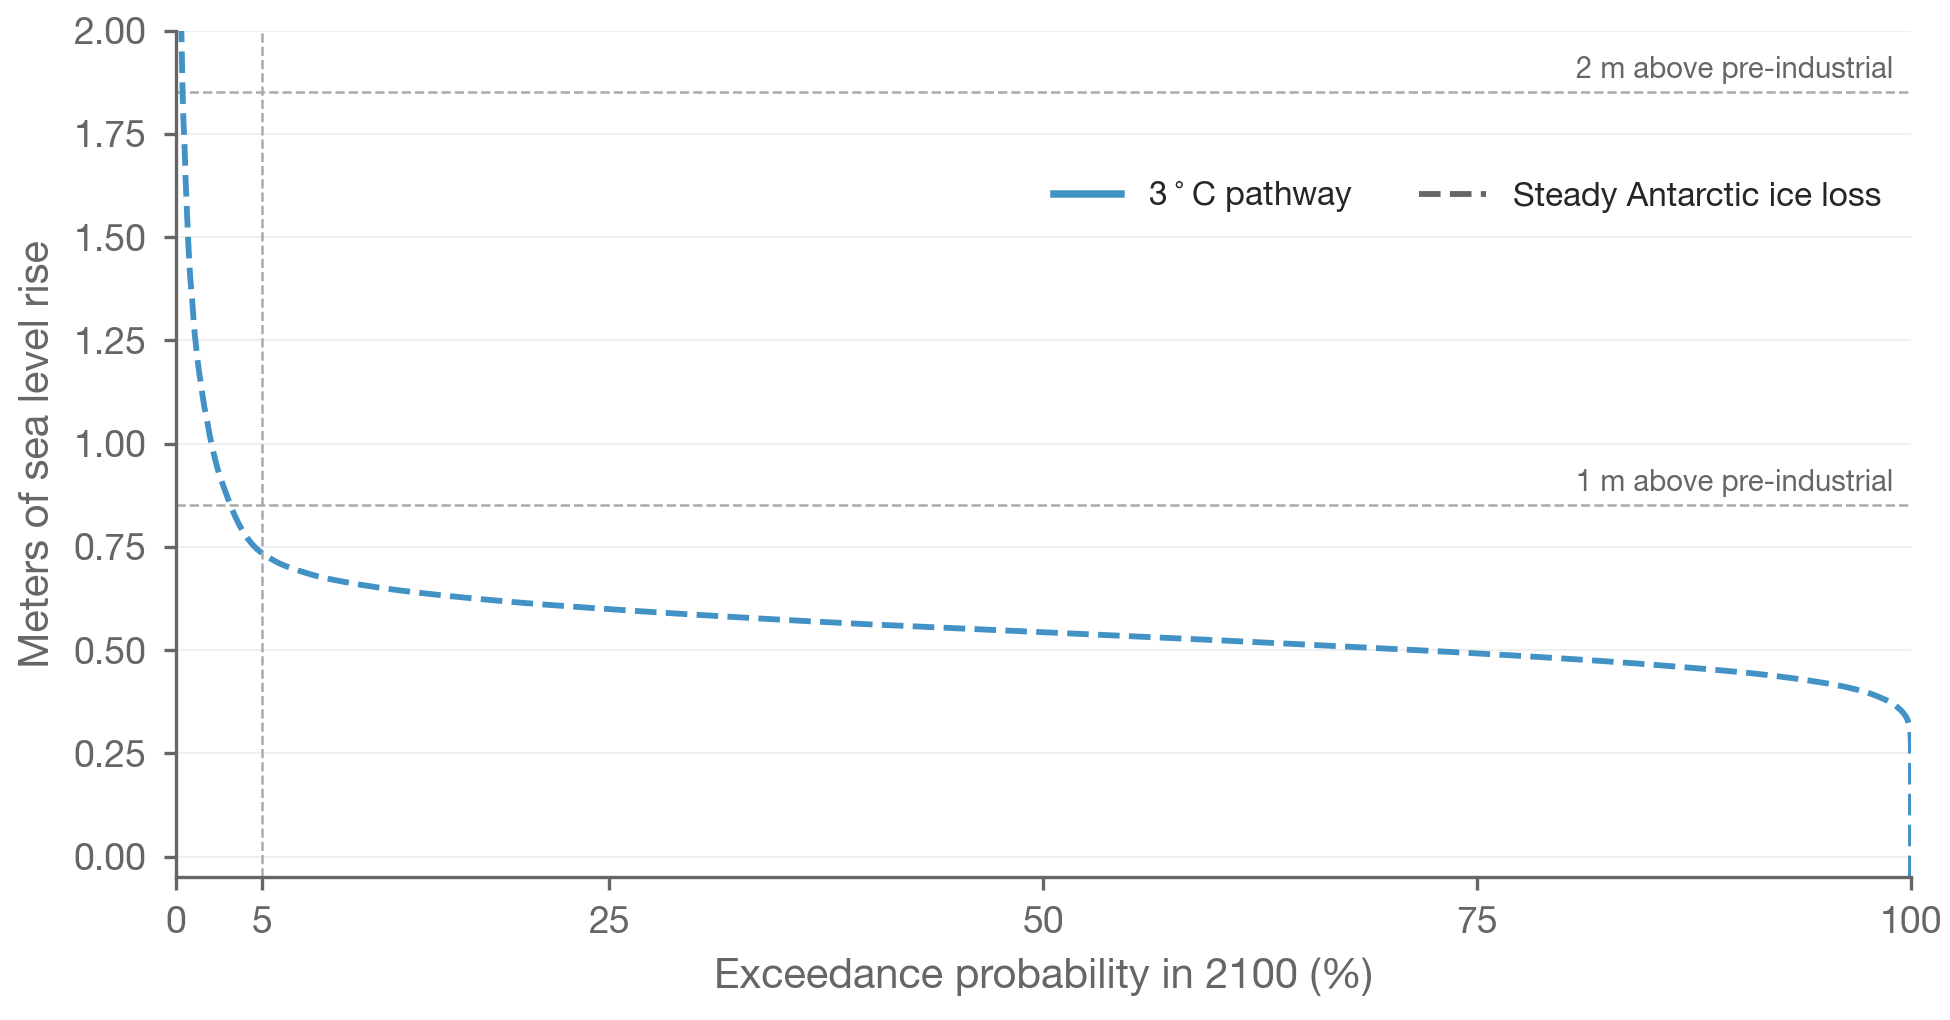 2.00
2 m above pre-industrial
1.75
3°C pathway
Steady Antarctic ice loss
1.50
1.25
Meters of sea level rise
1.00
1 m above pre-industrial
0.75
0.50
0.25
0.00
0 5 25 50 75 100
Exceedance probability in 2100 (%)